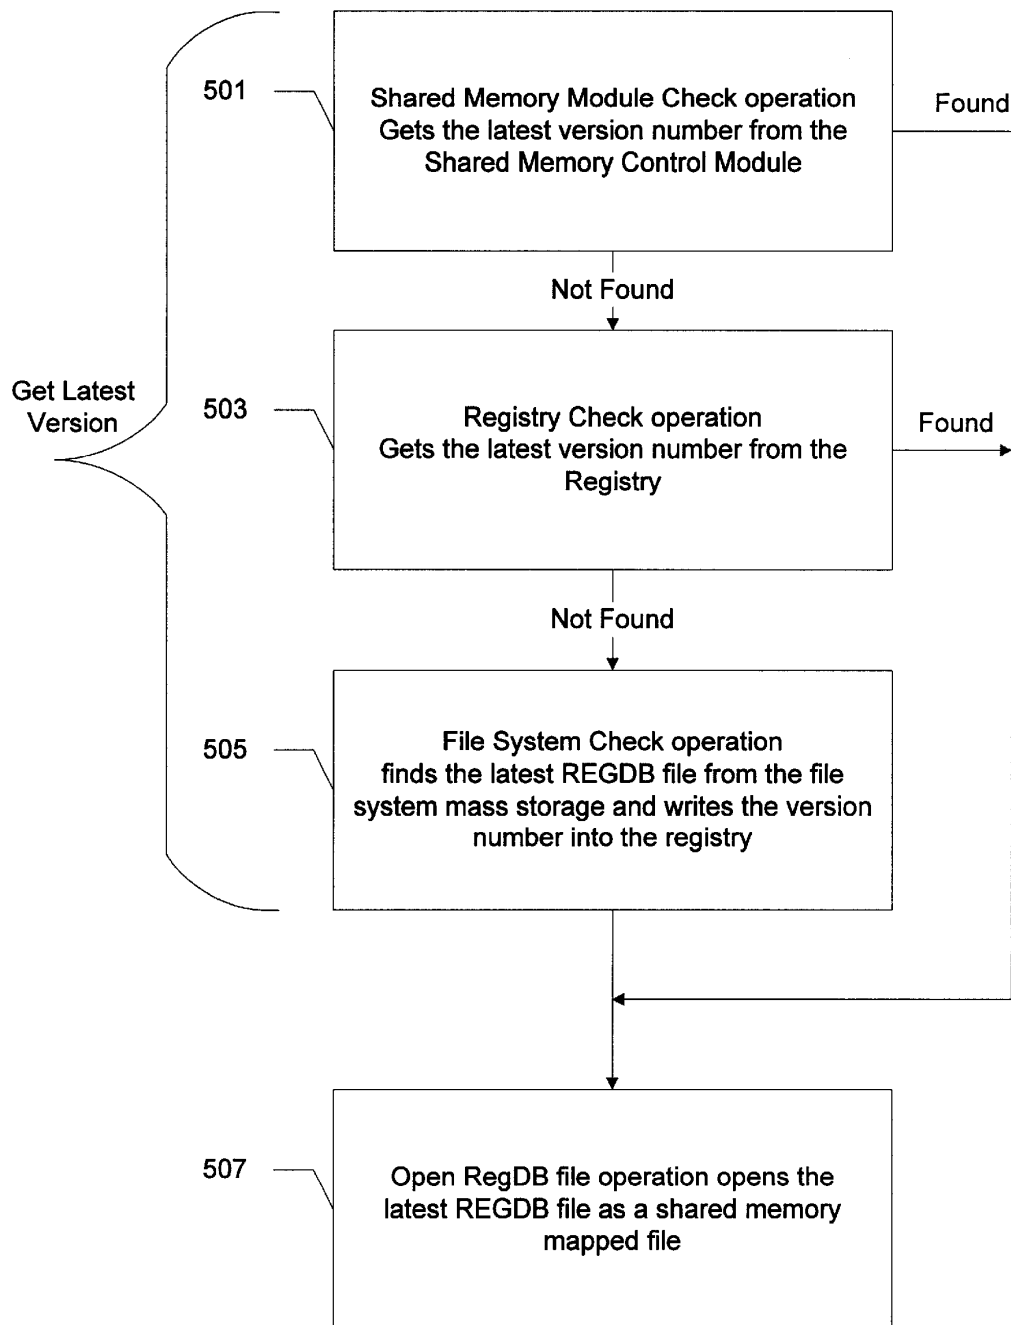 501
Shared Memory Module Check operation
Gets the latest version number from the
Shared Memory Control Module
Found
Not Found
Get Latest
Version
503
Registry Check operation
Gets the latest version number from the
Registry
Found
Not Found
505
File System Check operation
finds the latest REGDB file from the file
system mass storage and writes the version
number into the registry
507
Open RegDB file operation opens the
latest REGDB file as a shared memory
mapped file